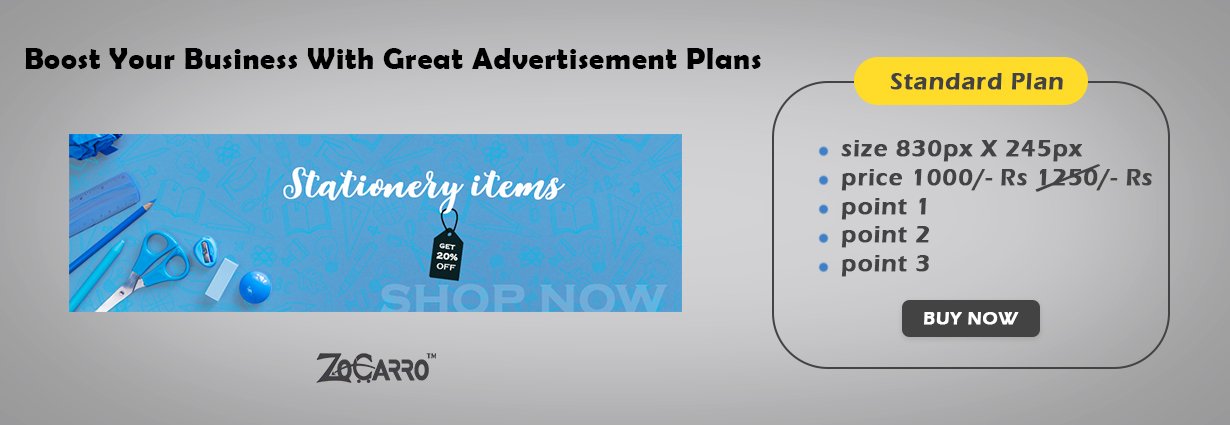 Boost Your Business With Great Advertisement Plans
Stationery items
GET
20%
OFF
SHOP NOW
ZOCARRO™
Standard Plan
size 830px X 245px
price 1000/- Rs 1250/- Rs
point 1
point 2
point 3
BUY NOW